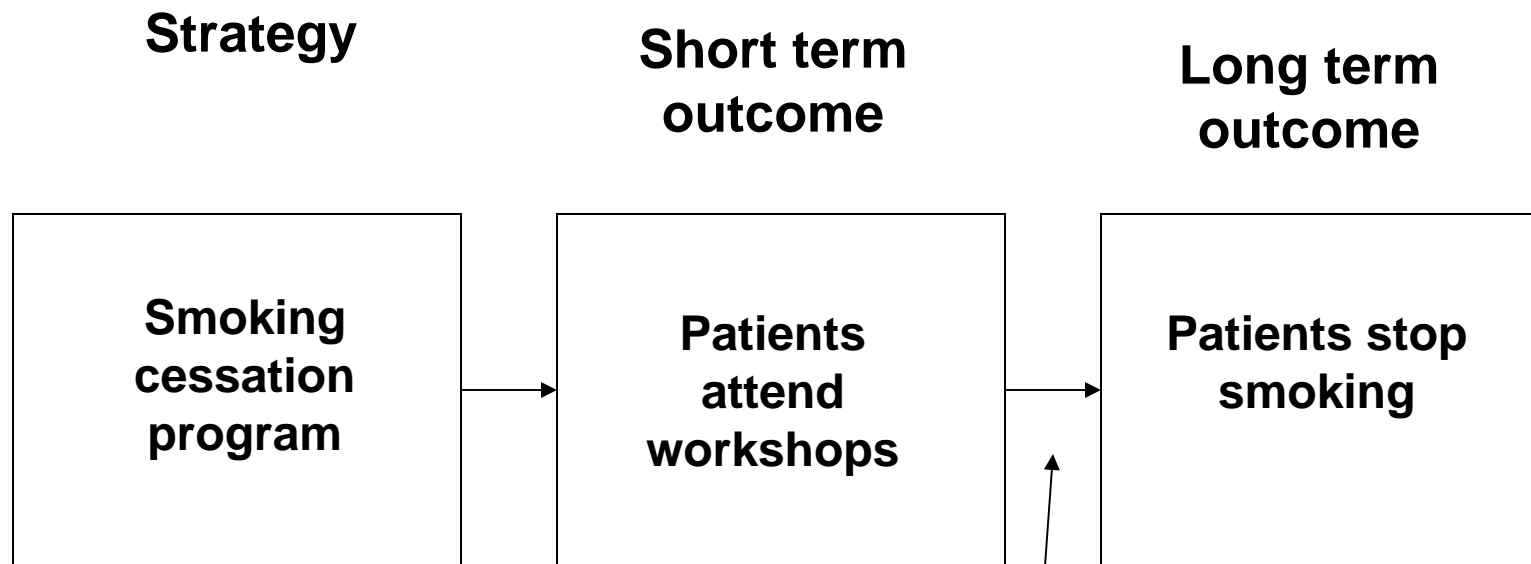 Strategy
Short term
outcome
Long term
outcome
Smoking
cessation
program
Patients
attend
workshops
Patients stop
smoking